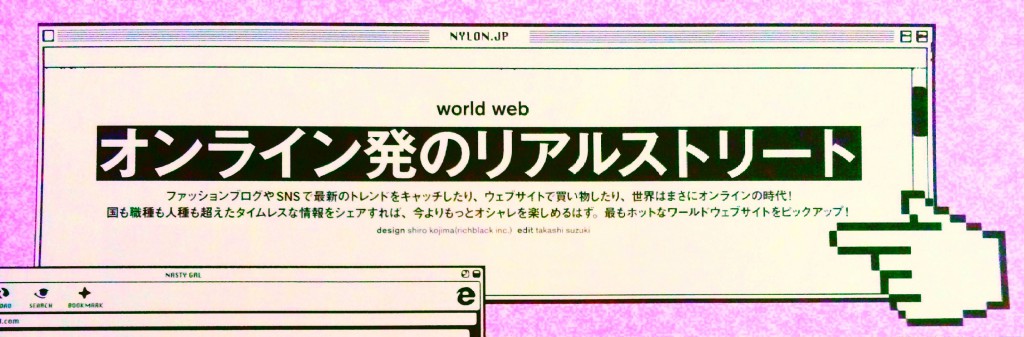 NYLON.JP
world web
オンライン発のリアルストリート
ファッションブログやSNSで最新のトレンドをキャッチしたり、ウェブサイトで買い物したり、世界はまさにオンラインの時代!
国も職種も人種も超えたタイムレスな情報をシェアすれば、今よりもっとオシャレを楽しめるはず。最もホットなワールドウェブサイトをピックアップ!
design shiro kojima(richblack inc.) edit takashi suzuki
NASTY GAL
SEARCH BOOKMARK
.com